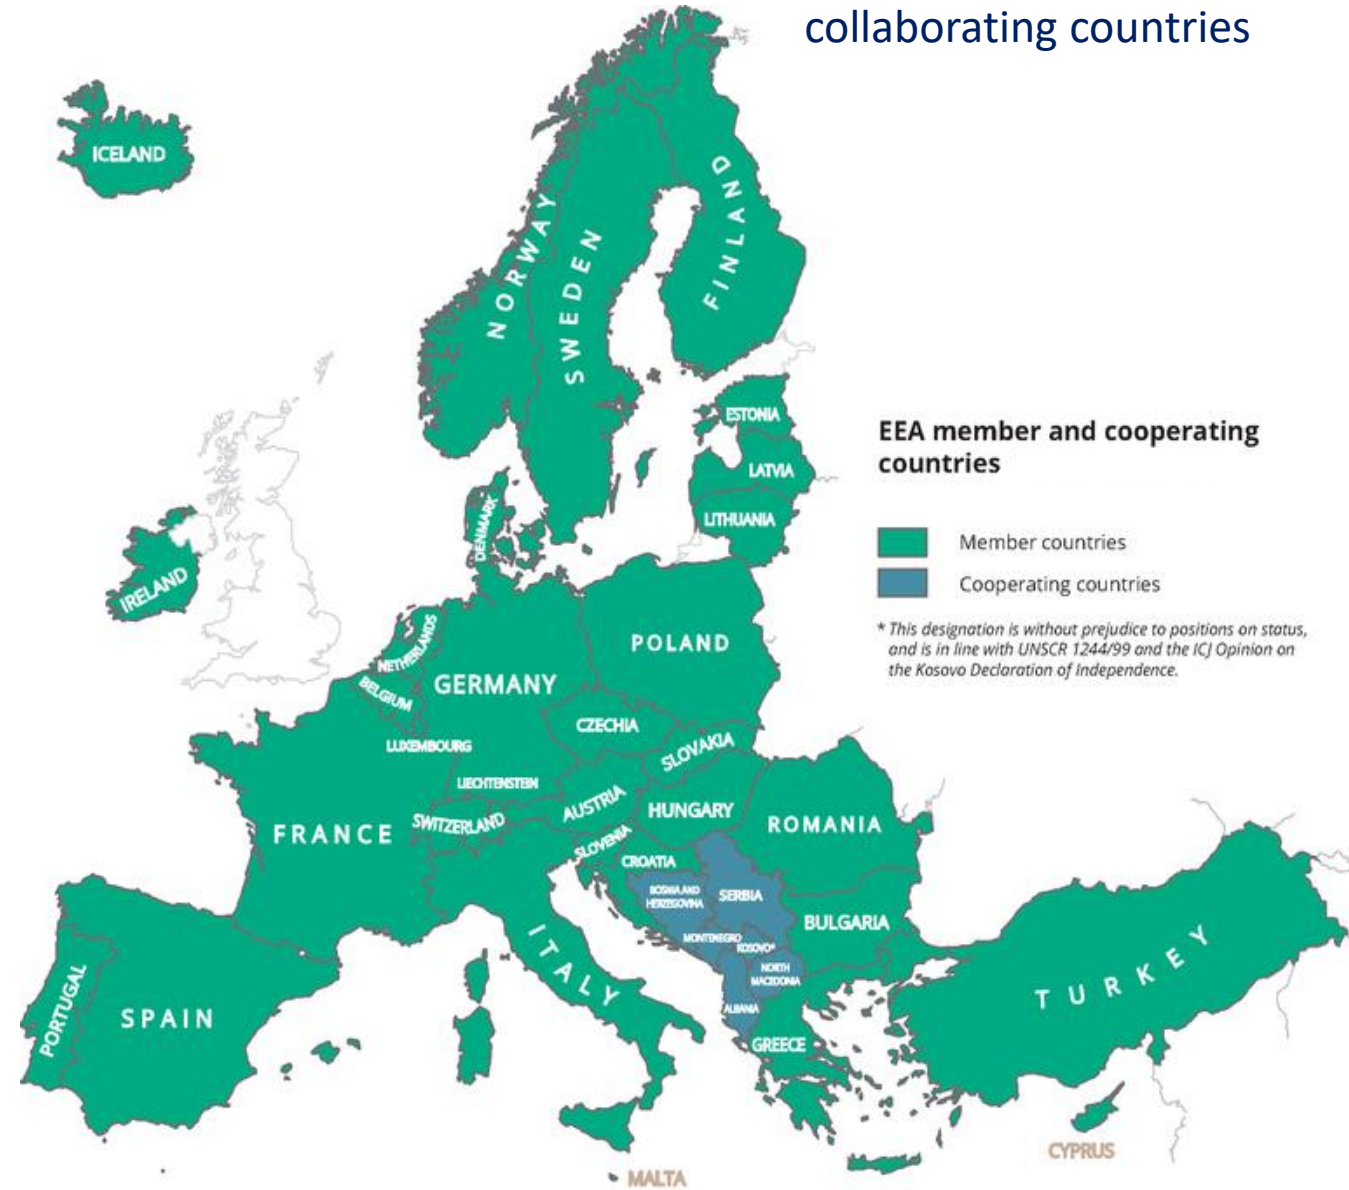 collaborating countries
ICELAND
NORWAY
SWEDEN
FINLAND
ESTONIA
LATVIA
LITHUANIA
DENMARK
IRELAND
NETHERLANDS
BELGIUM
GERMANY
POLAND
LUXEMBOURG
CZECHIA
SLOVAKIA
LIECHTENSTEIN
AUSTRIA
HUNGARY
FRANCE
SWITZERLAND
SLOVENIA
ROMANIA
CROATIA
BOSNIA AND
HERZEGOVINA
SERBIA
BULGARIA
MONTENEGRO
KOSOVO*
NORTH
MACEDONIA
ALBANIA
ITALY
PORTUGAL
SPAIN
GREECE
TURKEY
CYPRUS
MALTA
EEA member and cooperating
countries
Member countries
Cooperating countries
* This designation is without prejudice to positions on status,
and is in line with UNSCR 1244/99 and the ICJ Opinion on
the Kosovo Declaration of Independence.